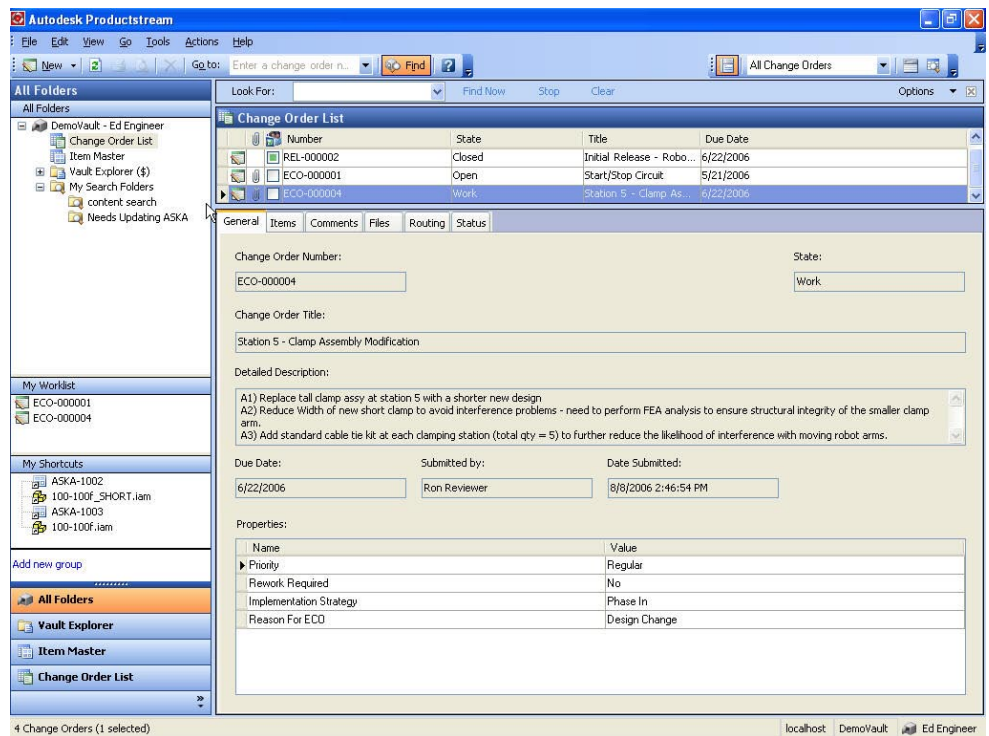 Autodesk Productstream
File Edit View Go Tools Actions Help
New Go to: Enter a change order n... Find All Change Orders
All Folders
All Folders
DemoVault - Ed Engineer
Change Order List
Item Master
Vault Explorer ($)
My Search Folders
content search
Needs Updating ASKA
My Worklist
ECO-000001
ECO-000004
My Shortcuts
ASKA-1002
100-100f_SHORT.iam
ASKA-1003
100-100f.iam
Add new group
All Folders
Vault Explorer
Item Master
Change Order List
Look For: Find Now Stop Clear Options
Change Order List
Number State Title Due Date
REL-000002 Closed Initial Release - Robo... 6/22/2006
ECO-000001 Open Start/Stop Circuit 5/21/2006
ECO-000004 Work Station 5 - Clamp As... 6/22/2006
General Items Comments Files Routing Status
Change Order Number: State:
ECO-000004 Work
Change Order Title:
Station 5 - Clamp Assembly Modification
Detailed Description:
A1) Replace tall clamp assy at station 5 with a shorter new design
A2) Reduce Width of new short clamp to avoid interference problems - need to perform FEA analysis to ensure structural integrity of the smaller clamp
arm.
A3) Add standard cable tie kit at each clamping station (total qty = 5) to further reduce the likelihood of interference with moving robot arms.
Due Date: Submitted by: Date Submitted:
6/22/2006 Ron Reviewer 8/8/2006 2:46:54 PM
Properties:
Name Value
Priority Regular
Rework Required No
Implementation Strategy Phase In
Reason For ECO Design Change
4 Change Orders (1 selected) localhost DemoVault Ed Engineer